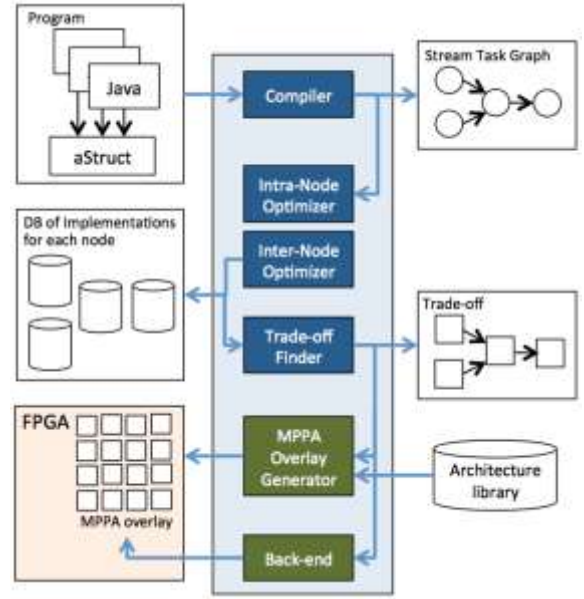 Program
Java
aStruct
Compiler
Stream Task Graph
Intra-Node
Optimizer
DB of Implementations
for each node
Inter-Node
Optimizer
Trade-off
Finder
Trade-off
FPGA
MPPA overlay
MPPA
Overlay
Generator
Architecture
library
Back-end